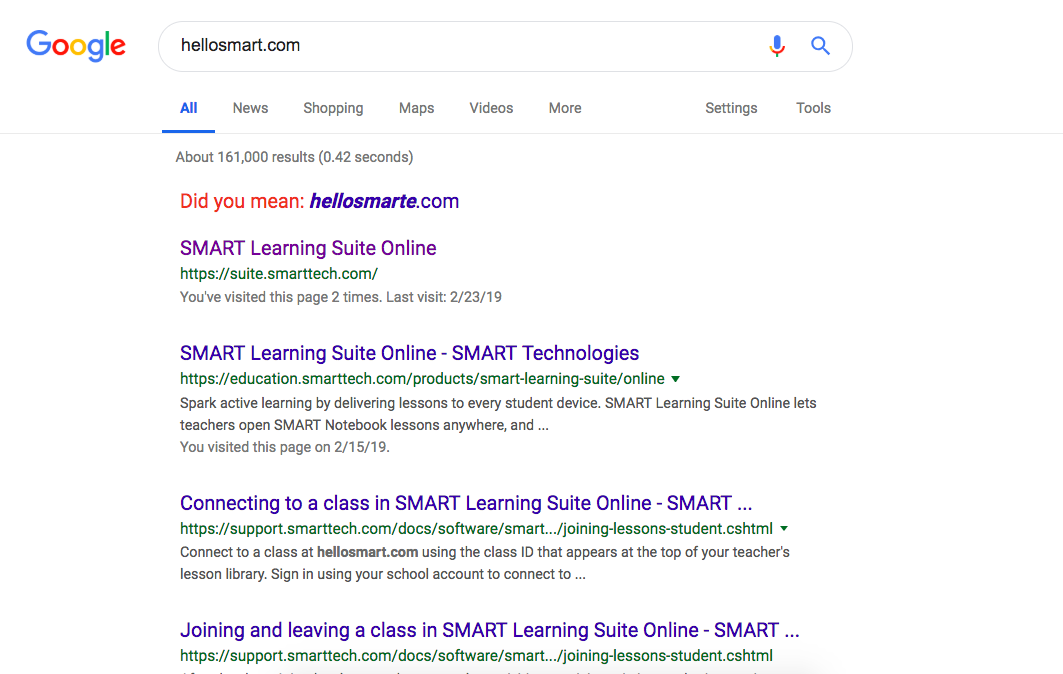 Google
hellosmart.com
All News Shopping Maps Videos More Settings Tools
About 161,000 results (0.42 seconds)
Did you mean: hellosmarte.com
SMART Learning Suite Online
https://suite.smarttech.com/
You've visited this page 2 times. Last visit: 2/23/19
SMART Learning Suite Online - SMART Technologies
https://education.smarttech.com/products/smart-learning-suite/online
Spark active learning by delivering lessons to every student device. SMART Learning Suite Online lets
teachers open SMART Notebook lessons anywhere, and ...
You visited this page on 2/15/19.
Connecting to a class in SMART Learning Suite Online - SMART ...
https://support.smarttech.com/docs/software/smart.../joining-lessons-student.cshtml
Connect to a class at hellosmart.com using the class ID that appears at the top of your teacher's
lesson library. Sign in using your school account to connect to ...
Joining and leaving a class in SMART Learning Suite Online - SMART ...
https://support.smarttech.com/docs/software/smart.../joining-lessons-student.cshtml